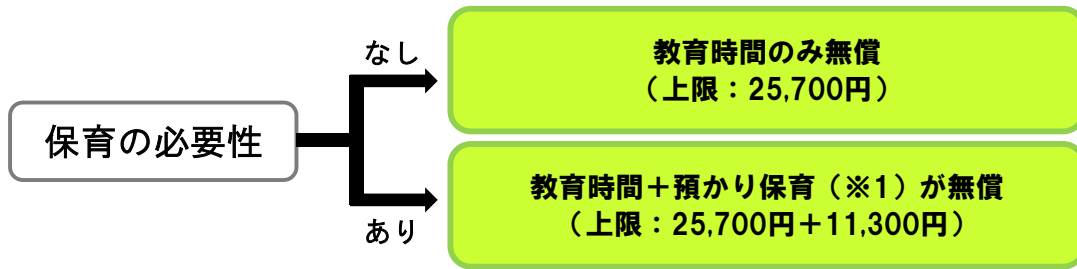 保育の必要性
なし
教育時間のみ無償
（上限：25,700円）
あり
教育時間＋預かり保育（※1）が無償
（上限：25,700円＋11,300円）